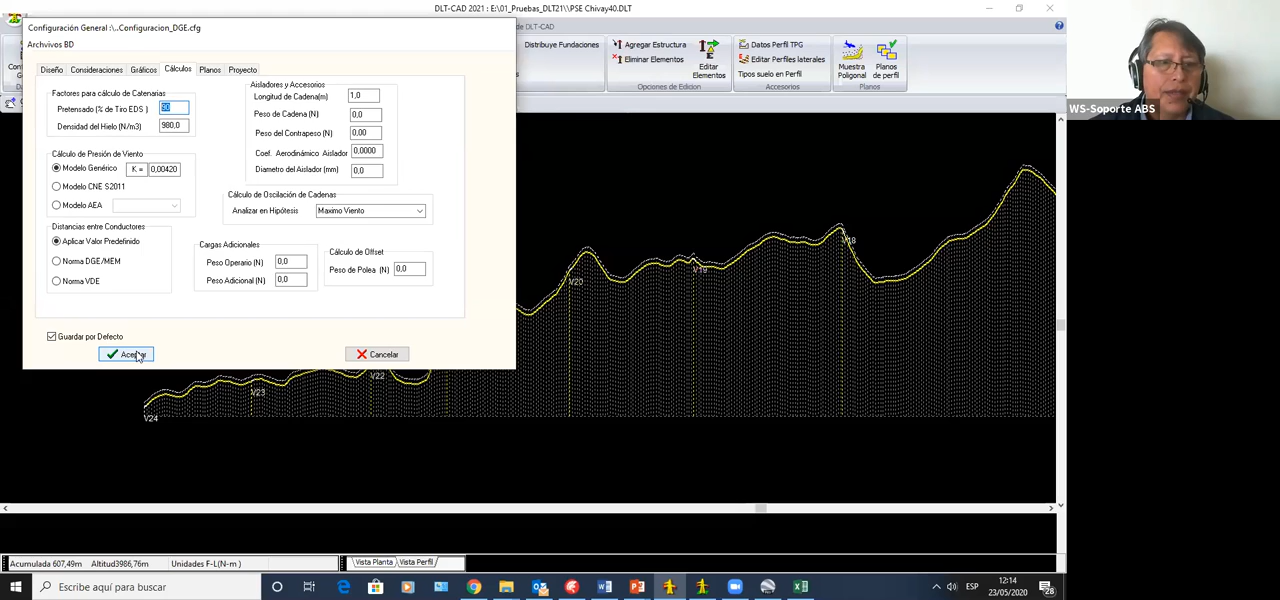 DLT-CAD 2021 : E:\01_Pruebas_DLT21\\PSE Chivay40.DLT
Configuración General :\..Configuracion_DGE.cfg
de DLT-CAD
Archvivos BD
Distribuye Fundaciones
Agregar Estructura
Eliminar Elementos
Editar
Elementos
Datos Perfil TPG
Editar Perfiles laterales
Tipos suelo en Perfil
Muestra
Poligonal
Planos
de perfil
Opciones de Edicion
Accesorios
Planos
WS-Soporte ABS
Diseño
Consideraciones
Gráficos
Cálculos
Planos
Proyecto
Factores para cálculo de Catenarias
Pretensado (% de Tiro EDS )
Densidad del Hielo (N/m3)
980,0
Cálculo de Presión de Viento
Modelo Genérico
K =
0,00420
Modelo CNE S2011
Modelo AEA
Distancias entre Conductores
Aplicar Valor Predefinido
Norma DGE/MEM
Norma VDE
Aisladores y Accesorios
Longitud de Cadena(m)
1,0
Peso de Cadena (N)
0,0
Peso del Contrapeso (N)
0,00
Coef. Aerodinámico Aislador
0,0000
Diametro del Aislador (mm)
0,0
Cálculo de Oscilación de Cadenas
Analizar en Hipótesis
Maximo Viento
Cargas Adicionales
Peso Operario (N)
0,0
Peso Adicional (N)
0,0
Cálculo de Offset
Peso de Polea (N)
0,0
Guardar por Defecto
Aceptar
Cancelar
V24
V23
V22
V20
V19
V18
Acumulada 607,49m
Altitud3986,76m
Unidades F-L(N-m )
Vista Planta
Vista Perfil
Escribe aquí para buscar
ESP
12:14
23/05/2020
28